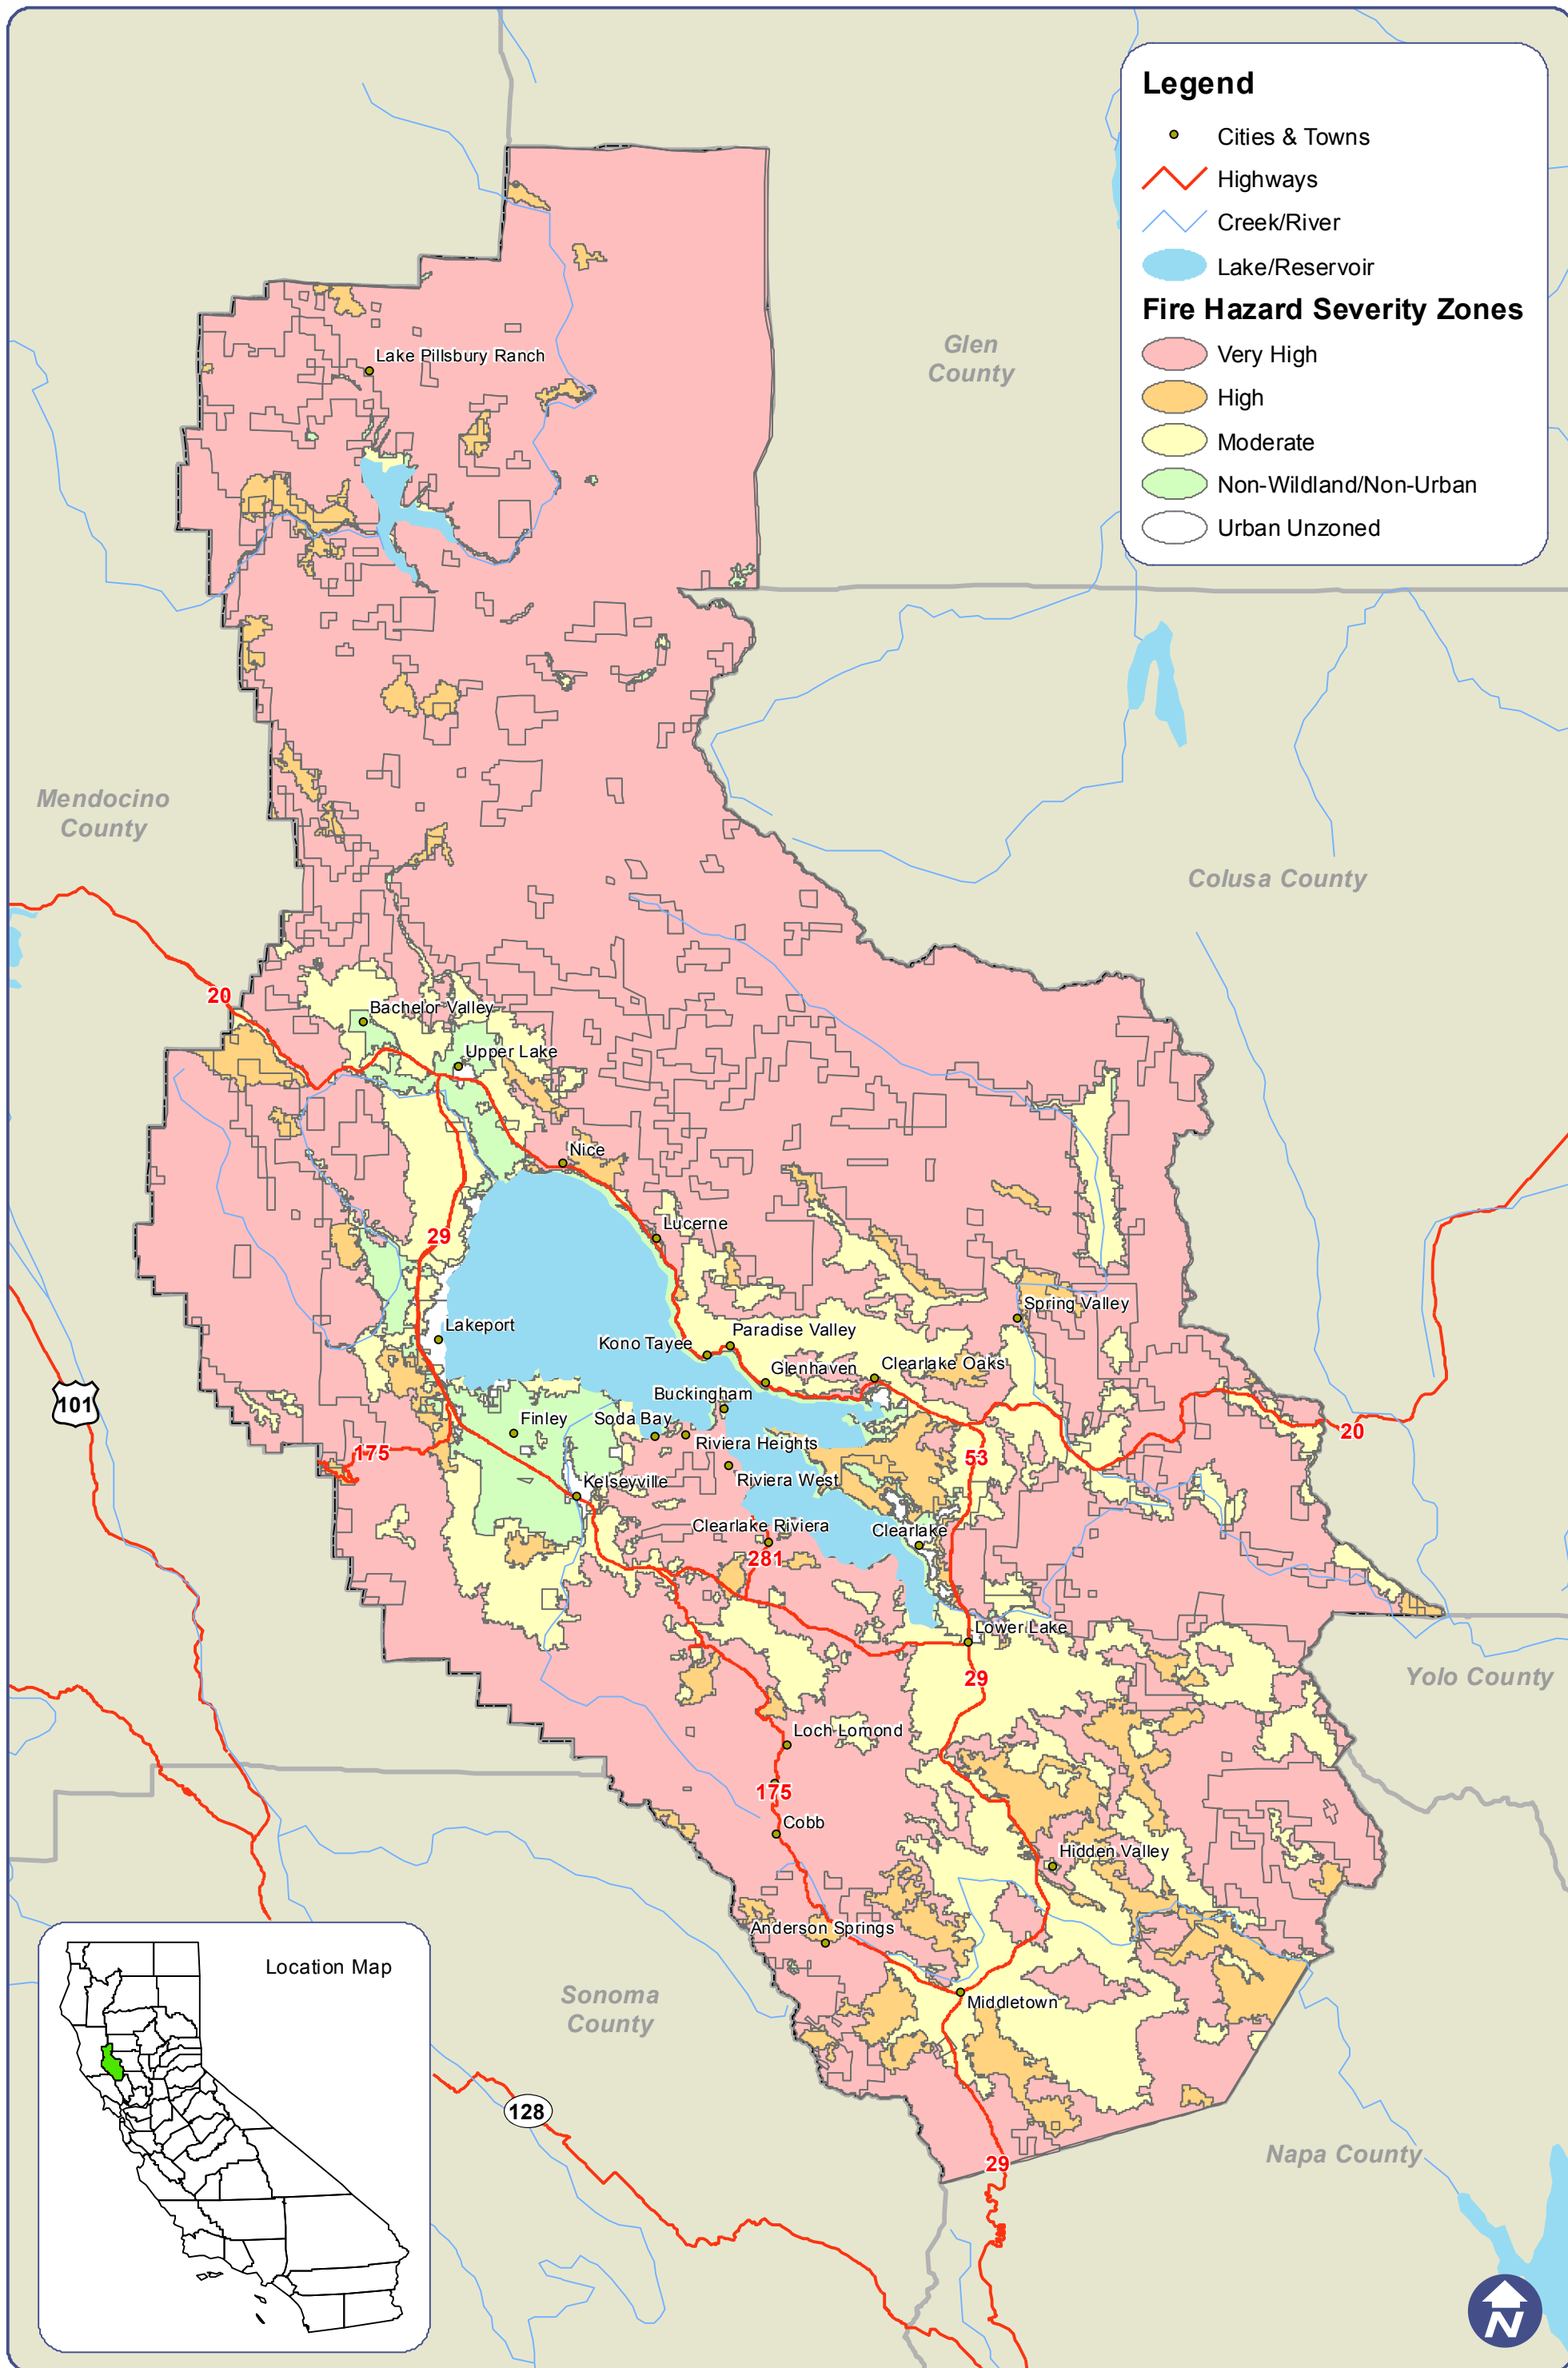 Legend
Cities & Towns
Highways
Creek/River
Lake/Reservoir
Fire Hazard Severity Zones
Very High
High
Moderate
Non-Wildland/Non-Urban
Urban Unzoned
Glen
County
Lake Pillsbury Ranch
Mendocino
County
Colusa County
20
Bachelor Valley
Upper Lake
Nice
Lucerne
29
Spring Valley
Lakeport
Paradise Valley
Kono Tayee
Glenhaven
Clearlake Oaks
Buckingham
101
Finley
Soda Bay
Riviera Heights
20
175
53
Riviera West
Kelseyville
Clearlake Riviera
Clearlake
281
Lower Lake
29
Yolo County
Loch Lomond
175
Cobb
Hidden Valley
Anderson Springs
Location Map
Sonoma
County
Middletown
128
Napa County
29
N